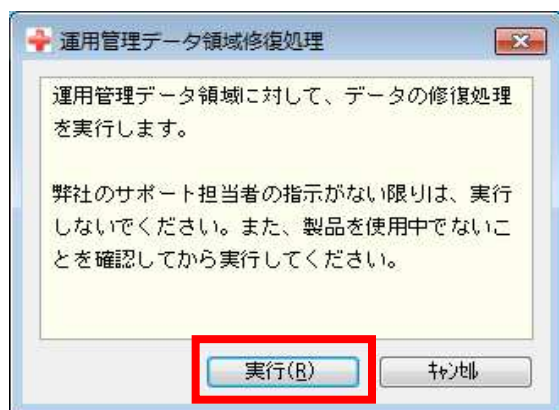 運用管理データ領域修復処理
運用管理データ領域に対して、データの修復処理
を実行します。
弊社のサポート担当者の指示がない限りは、実行
しないでください。また、製品を使用中でないこ
とを確認してから実行してください。
実行(R)
ｷｬﾝｾﾙ